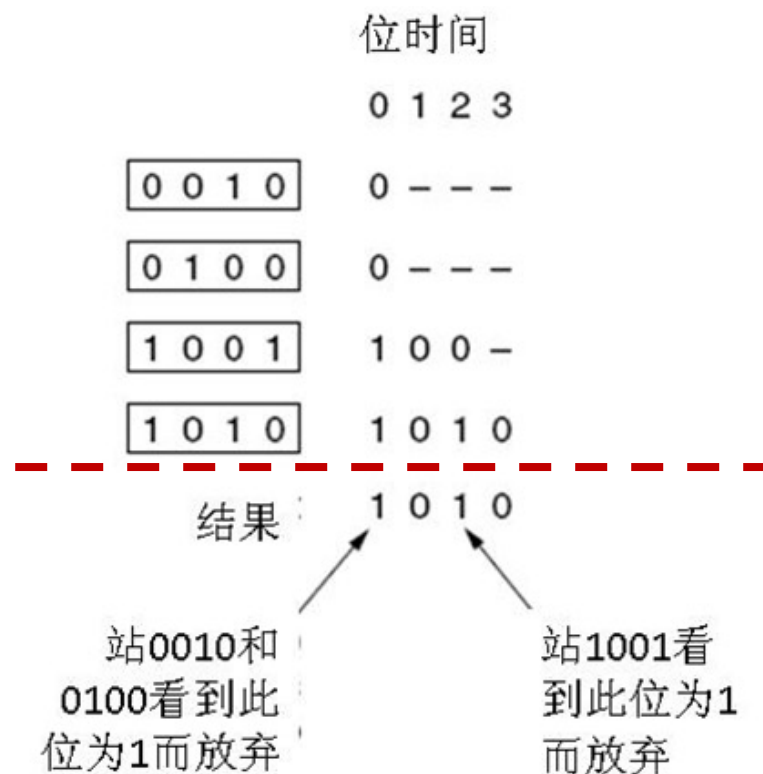 位时间
0 1 2 3
0 0 1 0 0 – – –
0 1 0 0 0 – – –
1 0 0 1 1 0 0 –
1 0 1 0 1 0 1 0
结果 1 0 1 0
站0010和
0100看到此
位为1而放弃
站1001看
到此位为1
而放弃